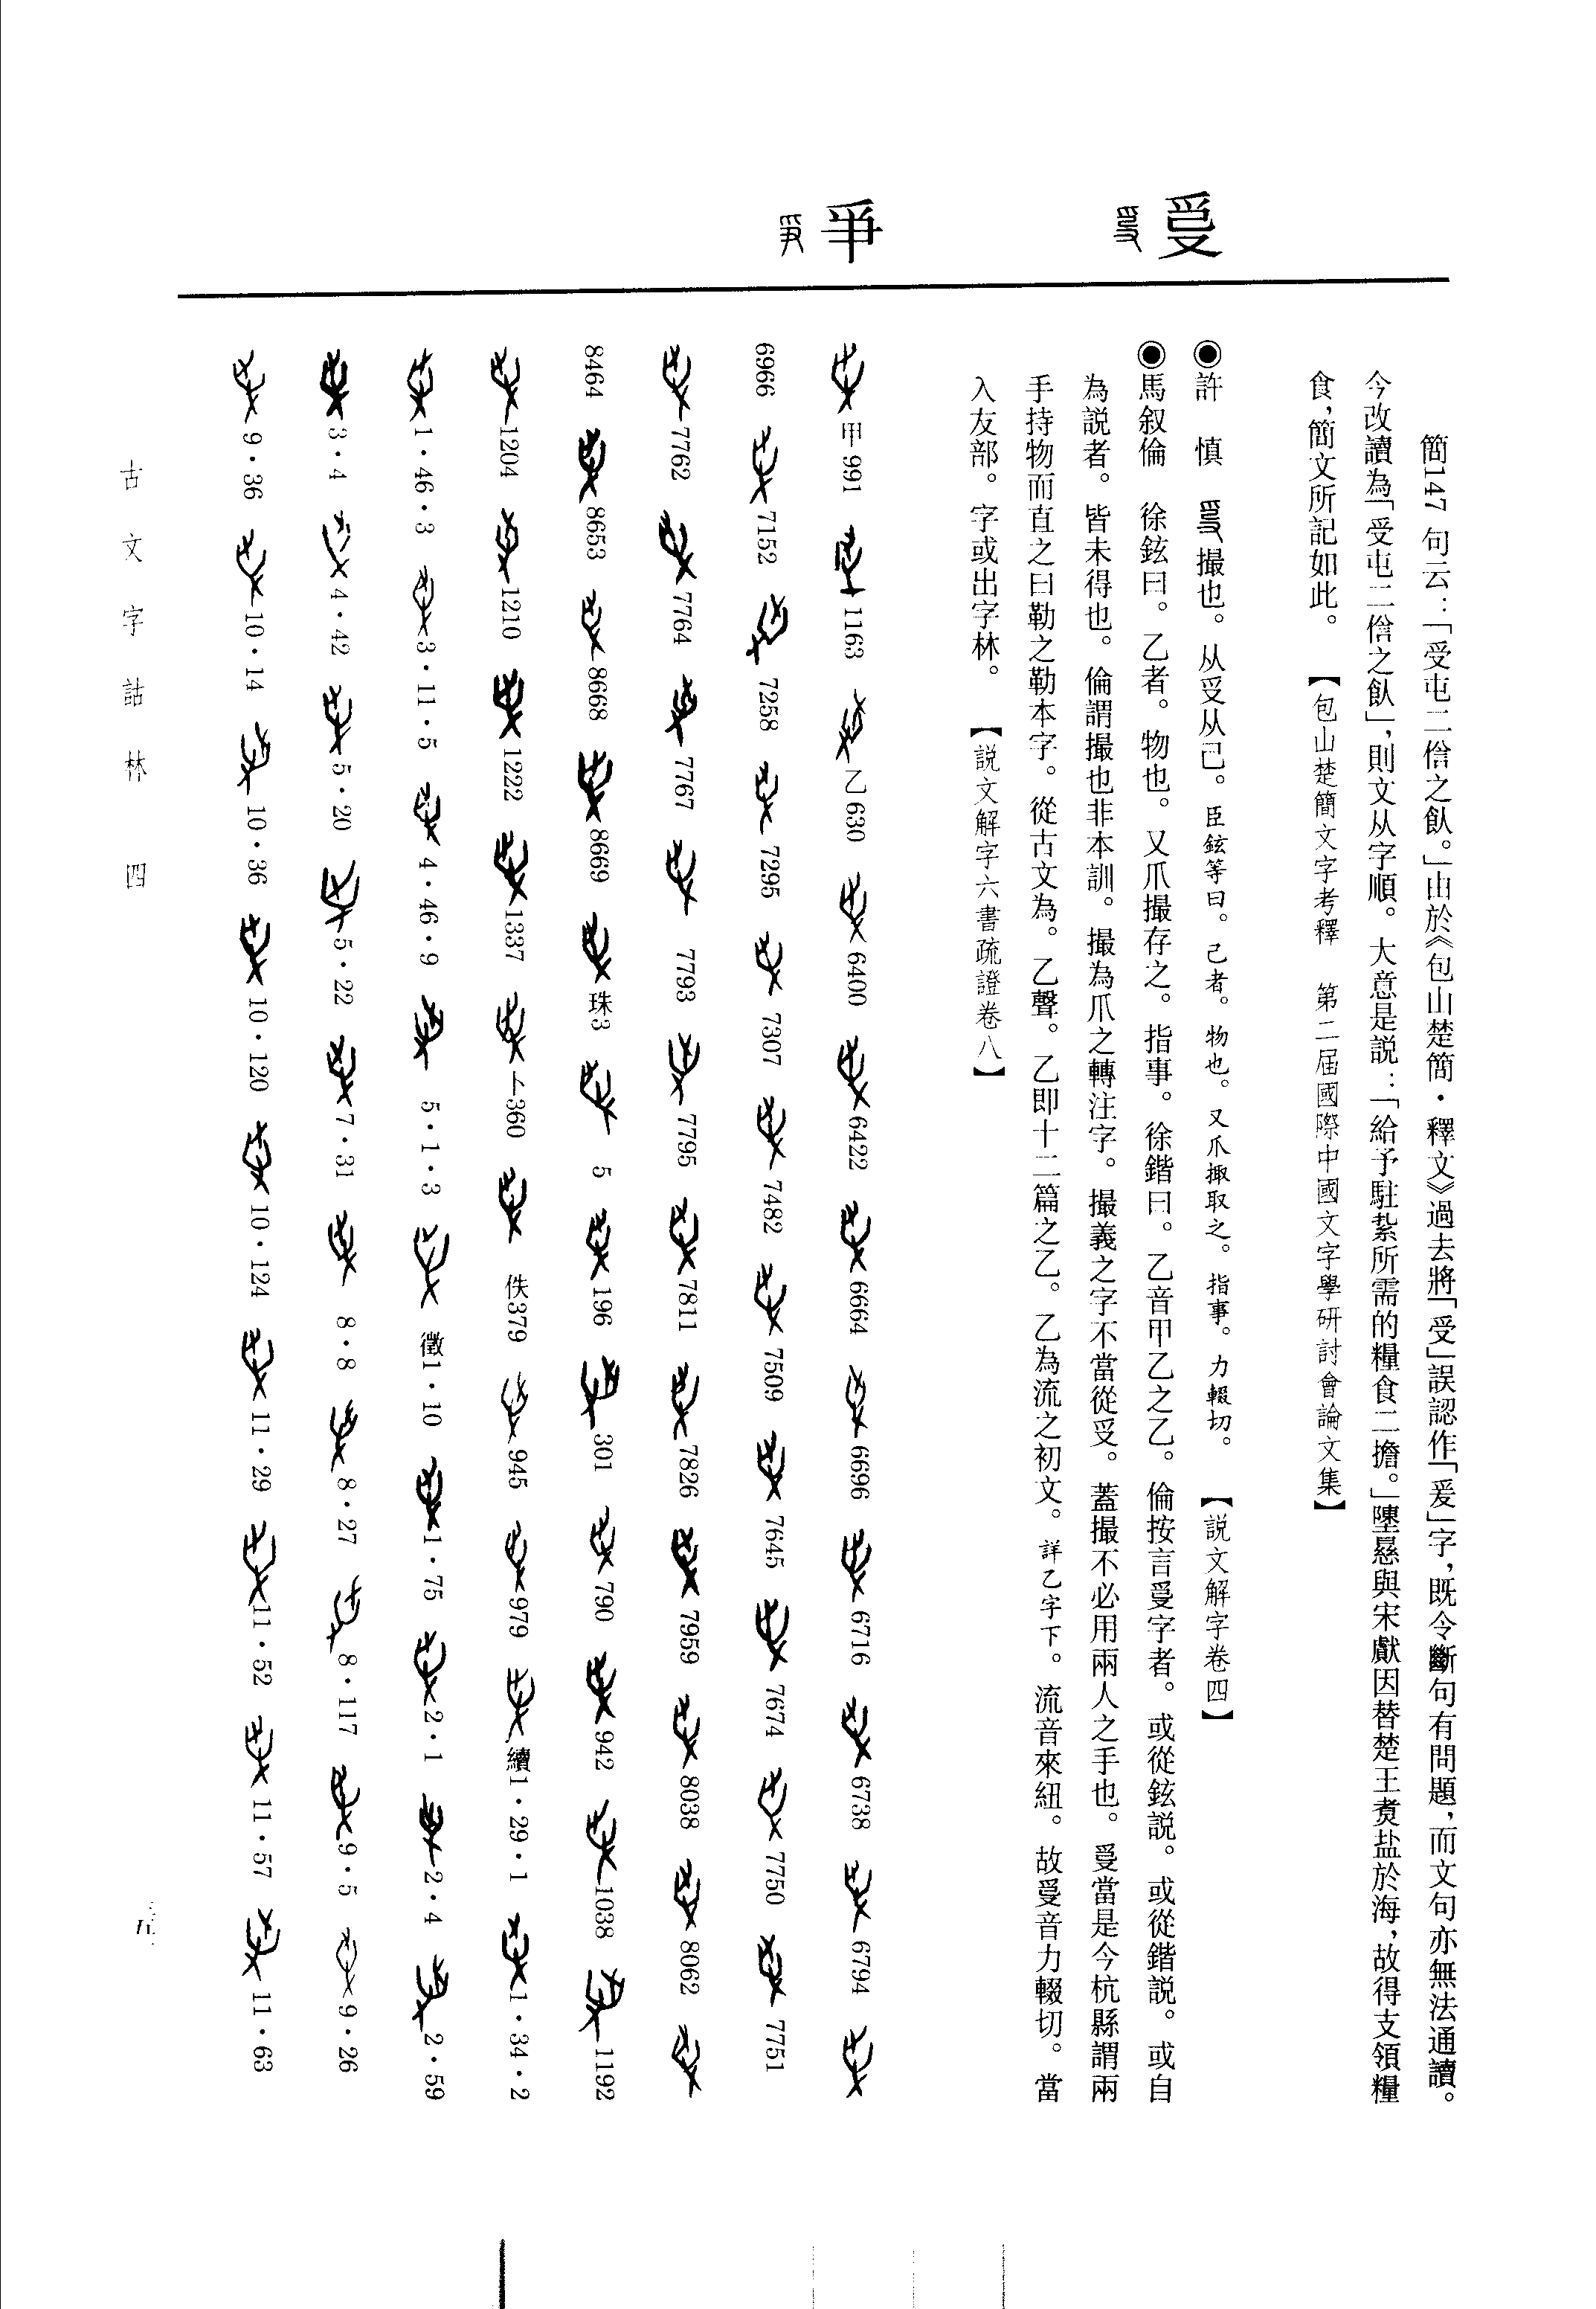 爭
簡147 句云：「受屯二之飤。」由於《包山楚簡·釋文》過去將「受」誤認作「爰」字，既令斷句有問題，而文句亦無法通讀。
今改讀為「受屯二之飤」，則文从字順。大意是説：「給予駐紮所需的糧食二擔。」與宋獻因替楚王煮盐於海，故得支領糧
食，簡文所記如此。 【包山楚簡文字考釋 第二届國際中國文字學研討會論文集】
◉許 慎 撮也。从𠬪从己。臣鉉等曰。己者。物也。又爪掫取之。指事。力輟切。 【説文解字卷四】
◉馬叙倫 徐鉉曰。乙者。物也。又爪撮存之。指事。徐鍇曰。乙音甲乙之乙。倫按言字者。或從鉉説。或從鍇説。或自
為説者。皆未得也。倫謂撮也非本訓。撮為爪之轉注字。撮義之字不當從𠬪。蓋撮不必用兩人之手也。當是今杭縣謂兩
手持物而直之曰勒之勒本字。從古文為。乙聲。乙即十二篇之乙。乙為流之初文。詳乙字下。流音來紐。故音力輟切。當
入友部。字或出字林。 【説文解字六書疏證卷八】
甲991 1163 乙630 6400 6422 6664 6696 6716 6738 6794
6966 7152 7258 7295 7307 7482 7509 7645 7674 7750 7751
7762 7764 7767 7793 7795 7811 7826 7959 8038 8062
8464 8653 8668 8669 珠3 5 196 301 790 942 1038 1192
1204 1210 1222 1337 卜360 佚379 945 979 續1·29·1 1·34·2
1·46·3 3·11·5 4·46·9 5·1·3 徵1·10 1·75 2·1 2·4 2·59
3·4 4·42 5·20 5·22 7·31 8·8 8·27 8·117 9·5 9·26
9·36 10·14 10·36 10·120 10·124 11·29 11·52 11·57 11·63
古文字詁林 四